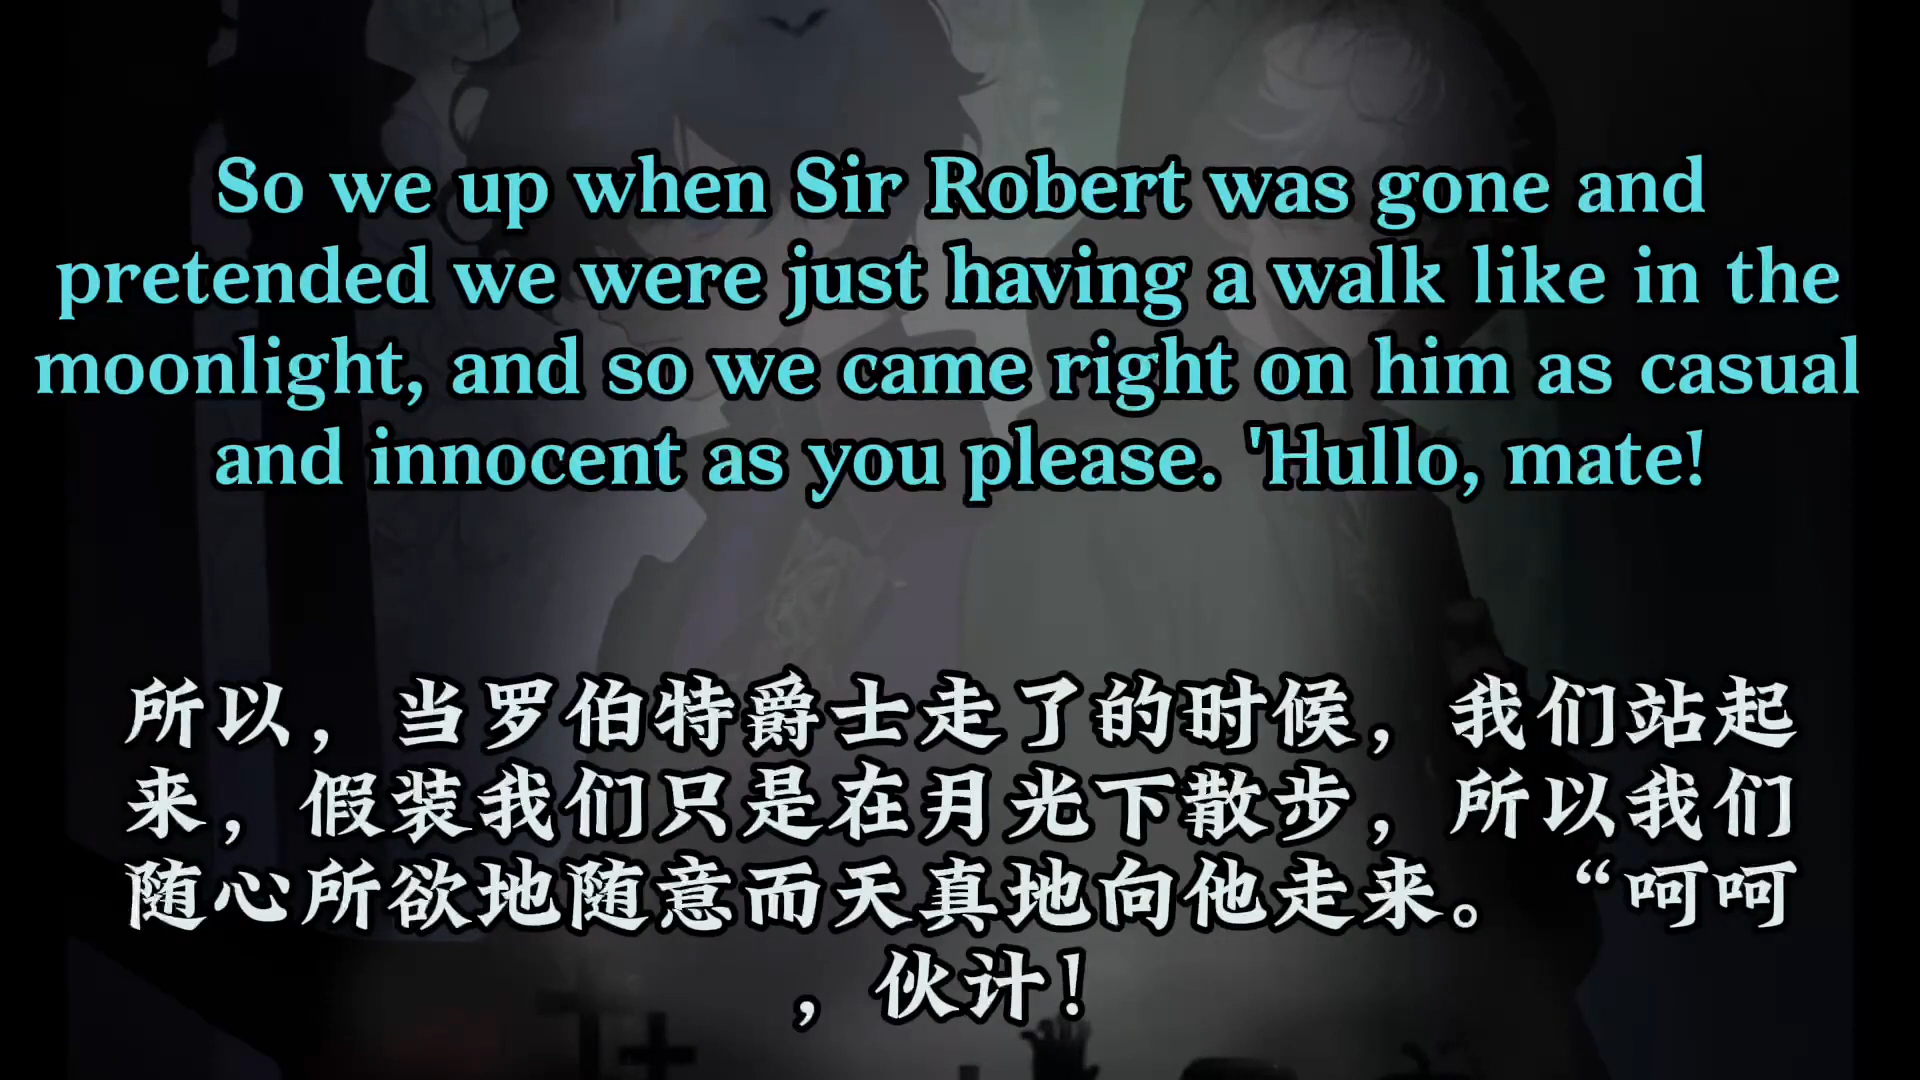 So we up when Sir Robert was gone and
pretended we were just having a walk like in the
moonlight, and so we came right on him as casual
and innocent as you please. 'Hullo, mate!
所以，当罗伯特爵士走了的时候，我们站起
来，假装我们只是在月光下散步，所以我们
随心所欲地随意而天真地向他走来。“呵呵
，伙计！